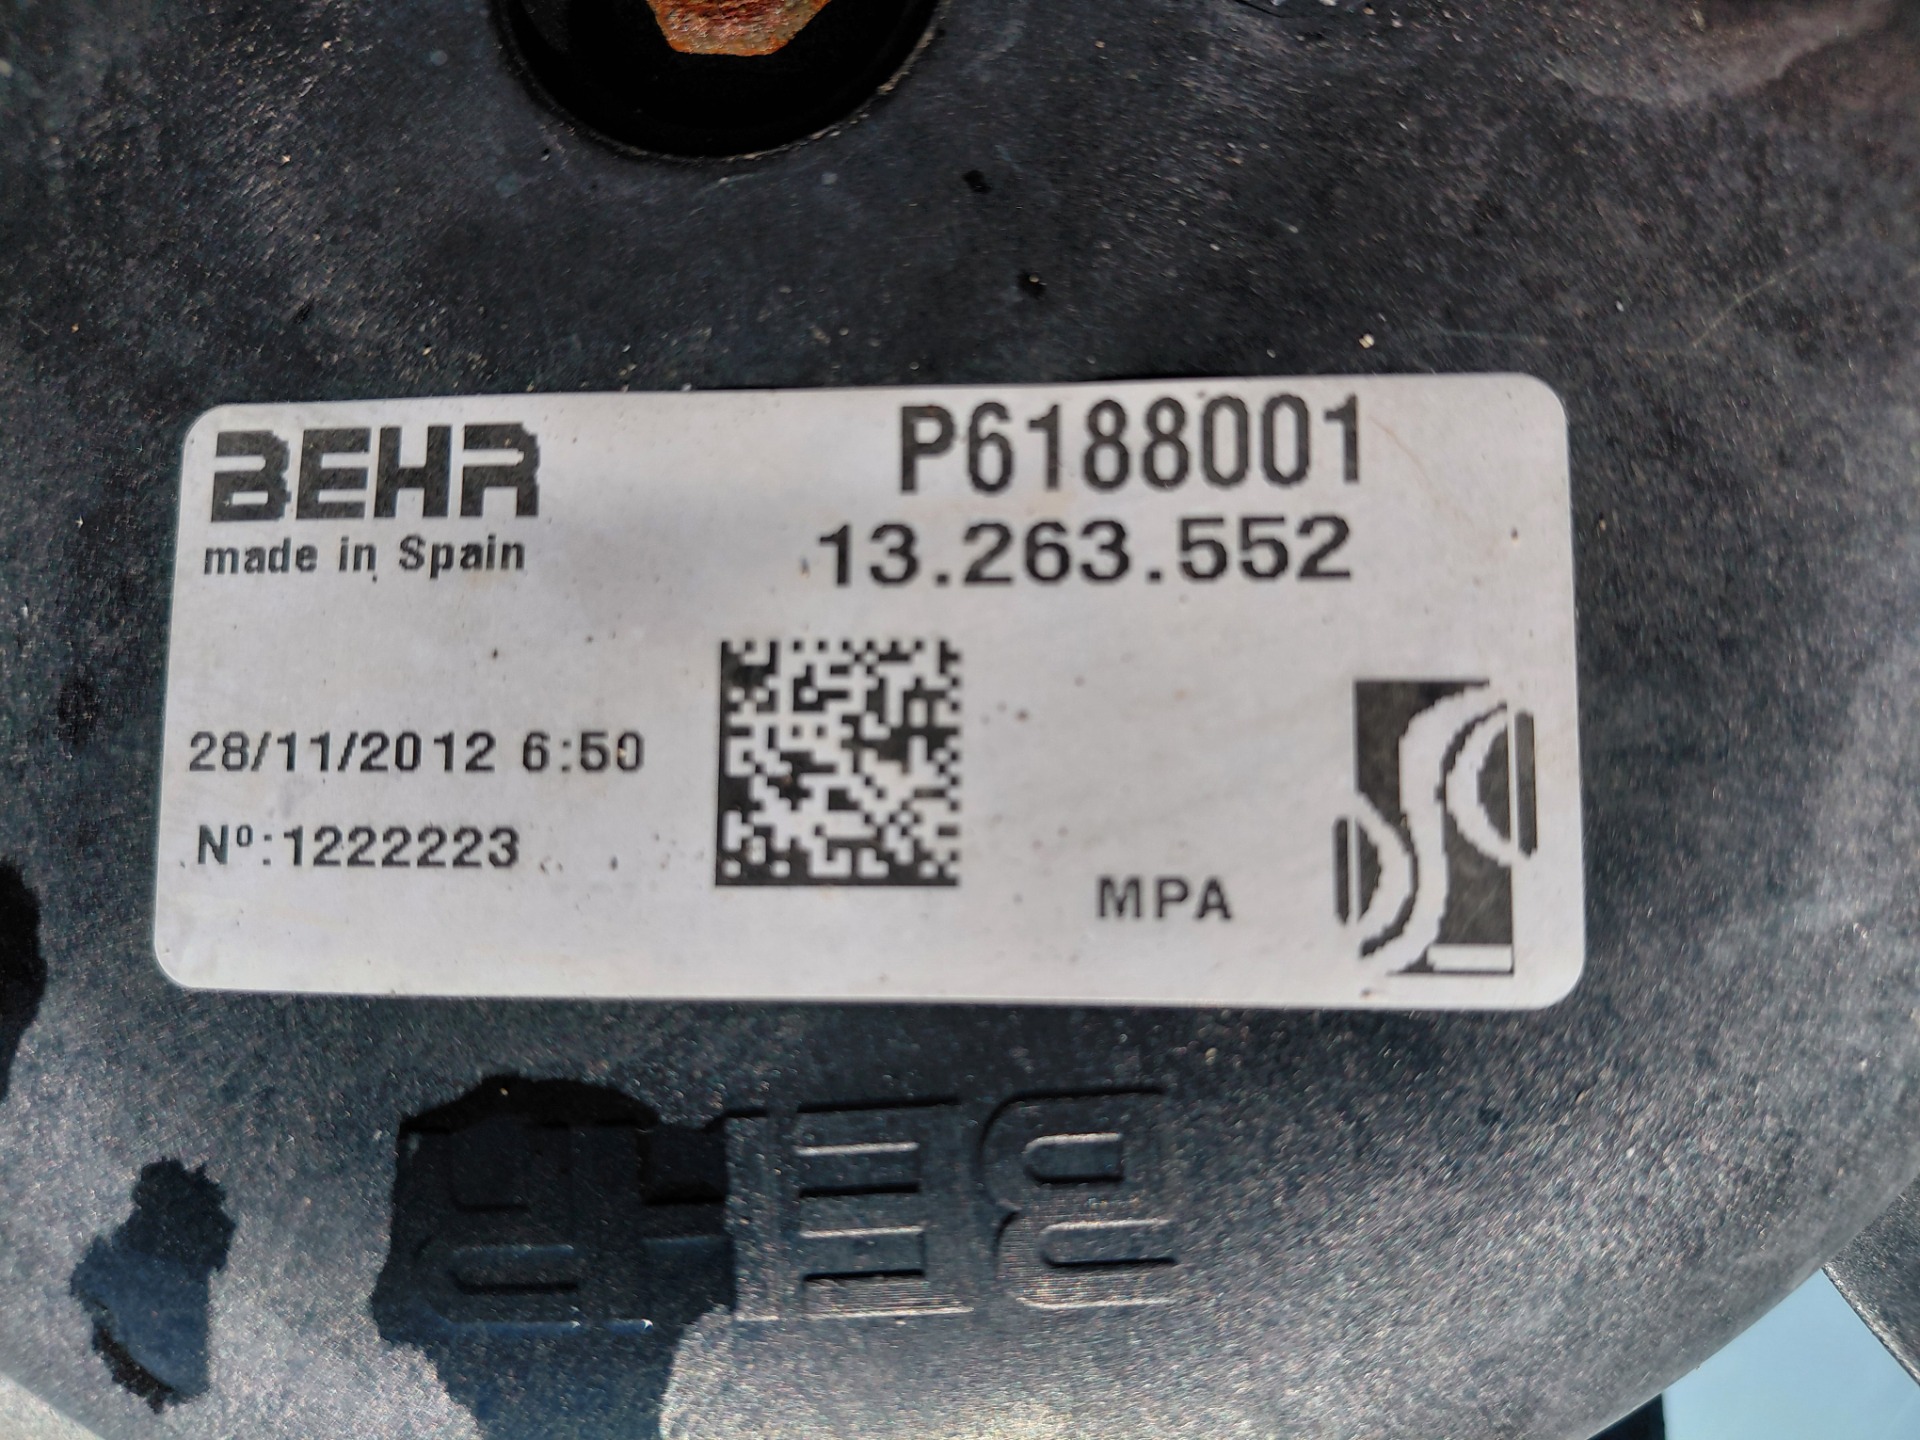 BEHR
P6188001
made in Spain
13.263.552
28/11/2012 6:50
Nº:1222223
MPA
BEHR